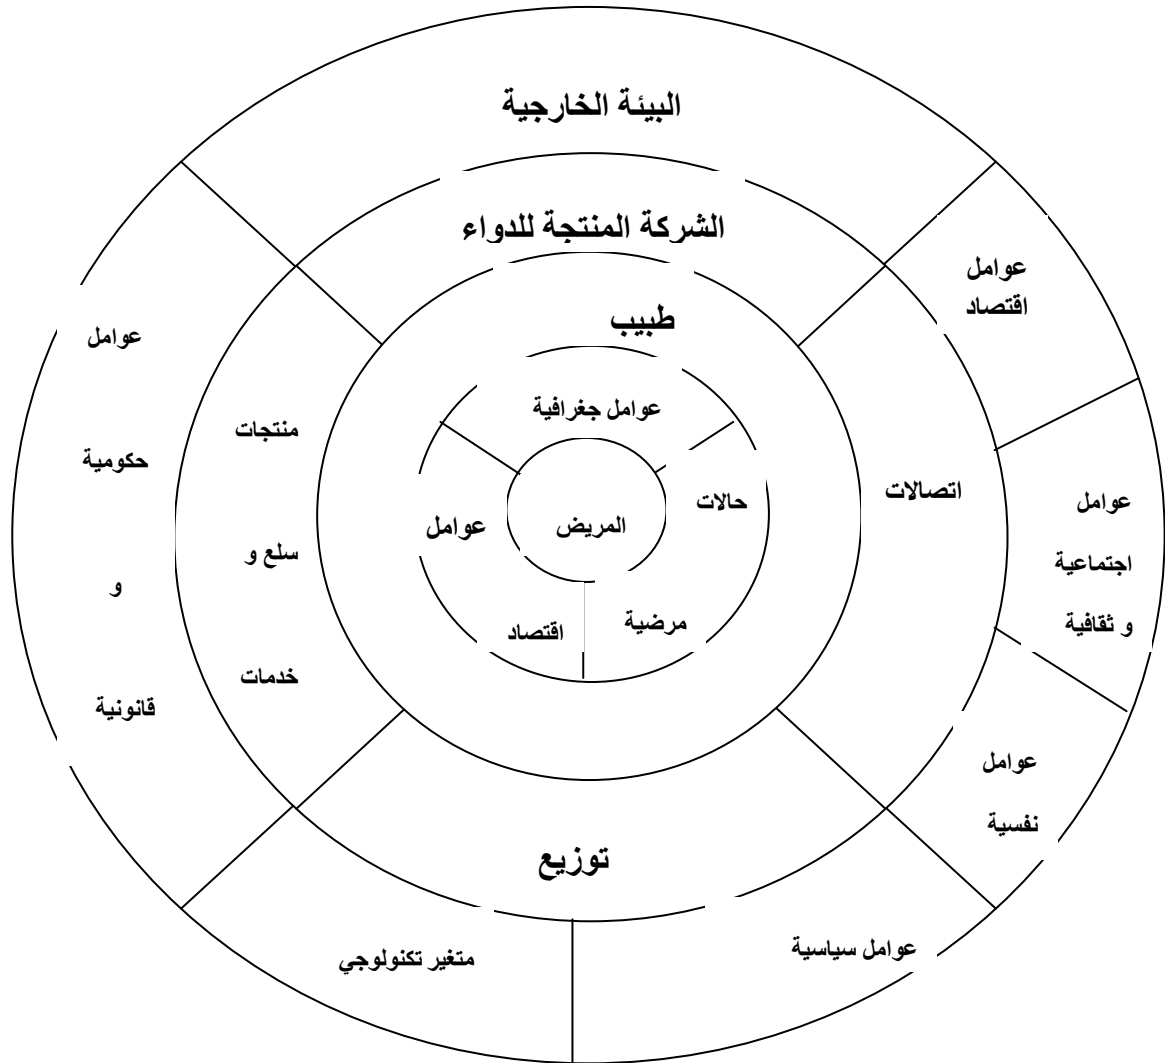 البيئة الخارجية
الشركة المنتجة للدواء
طبيب
عوامل جغرافية
المريض
حالات
مرضية
عوامل
اقتصاد
اتصالات
منتجات
سلع و
خدمات
توزيع
عوامل
اقتصاد
عوامل
اجتماعية
و ثقافية
عوامل
نفسية
عوامل سياسية
متغير تكنولوجي
عوامل
حكومية
و
قانونية